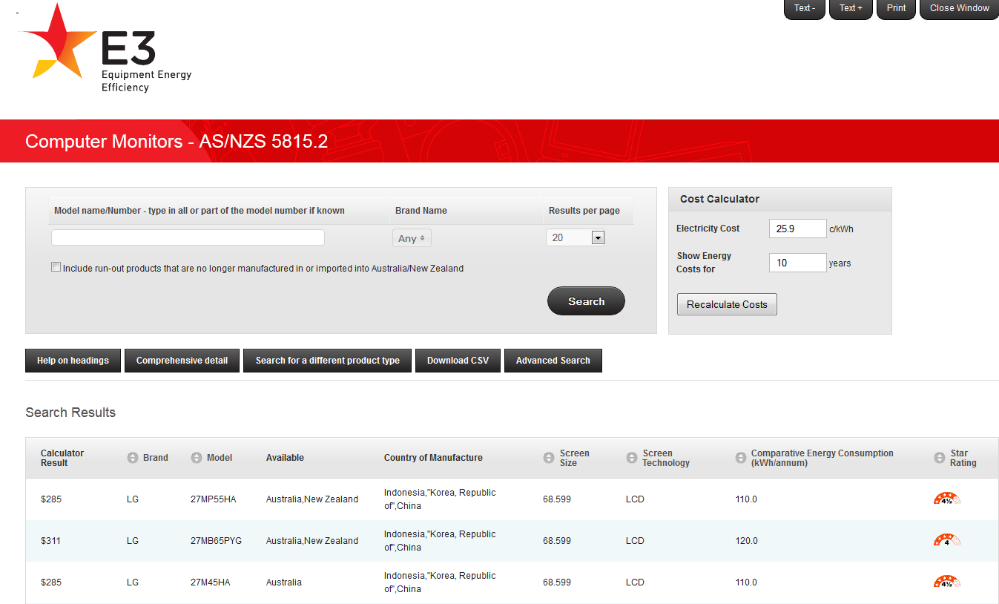 Text -
Text +
Print
Close Window
E3
Equipment Energy
Efficiency
Computer Monitors - AS/NZS 5815.2
Model name/Number - type in all or part of the model number if known
Brand Name
Results per page
Any
20
Include run-out products that are no longer manufactured in or imported into Australia/New Zealand
Search
Cost Calculator
Electricity Cost
25.9
c/kWh
Show Energy
Costs for
10
years
Recalculate Costs
Help on headings
Comprehensive detail
Search for a different product type
Download CSV
Advanced Search
Search Results
Calculator
Result
Brand
Model
Available
Country of Manufacture
Screen
Size
Screen
Technology
Comparative Energy Consumption
(kWh/annum)
Star
Rating
$285
LG
27MP55HA
Australia,New Zealand
Indonesia,"Korea, Republic
of",China
68.599
LCD
110.0
4½
$311
LG
27MB65PYG
Australia,New Zealand
Indonesia,"Korea, Republic
of",China
68.599
LCD
120.0
4
$285
LG
27M45HA
Australia
Indonesia,"Korea, Republic
of",China
68.599
LCD
110.0
4½